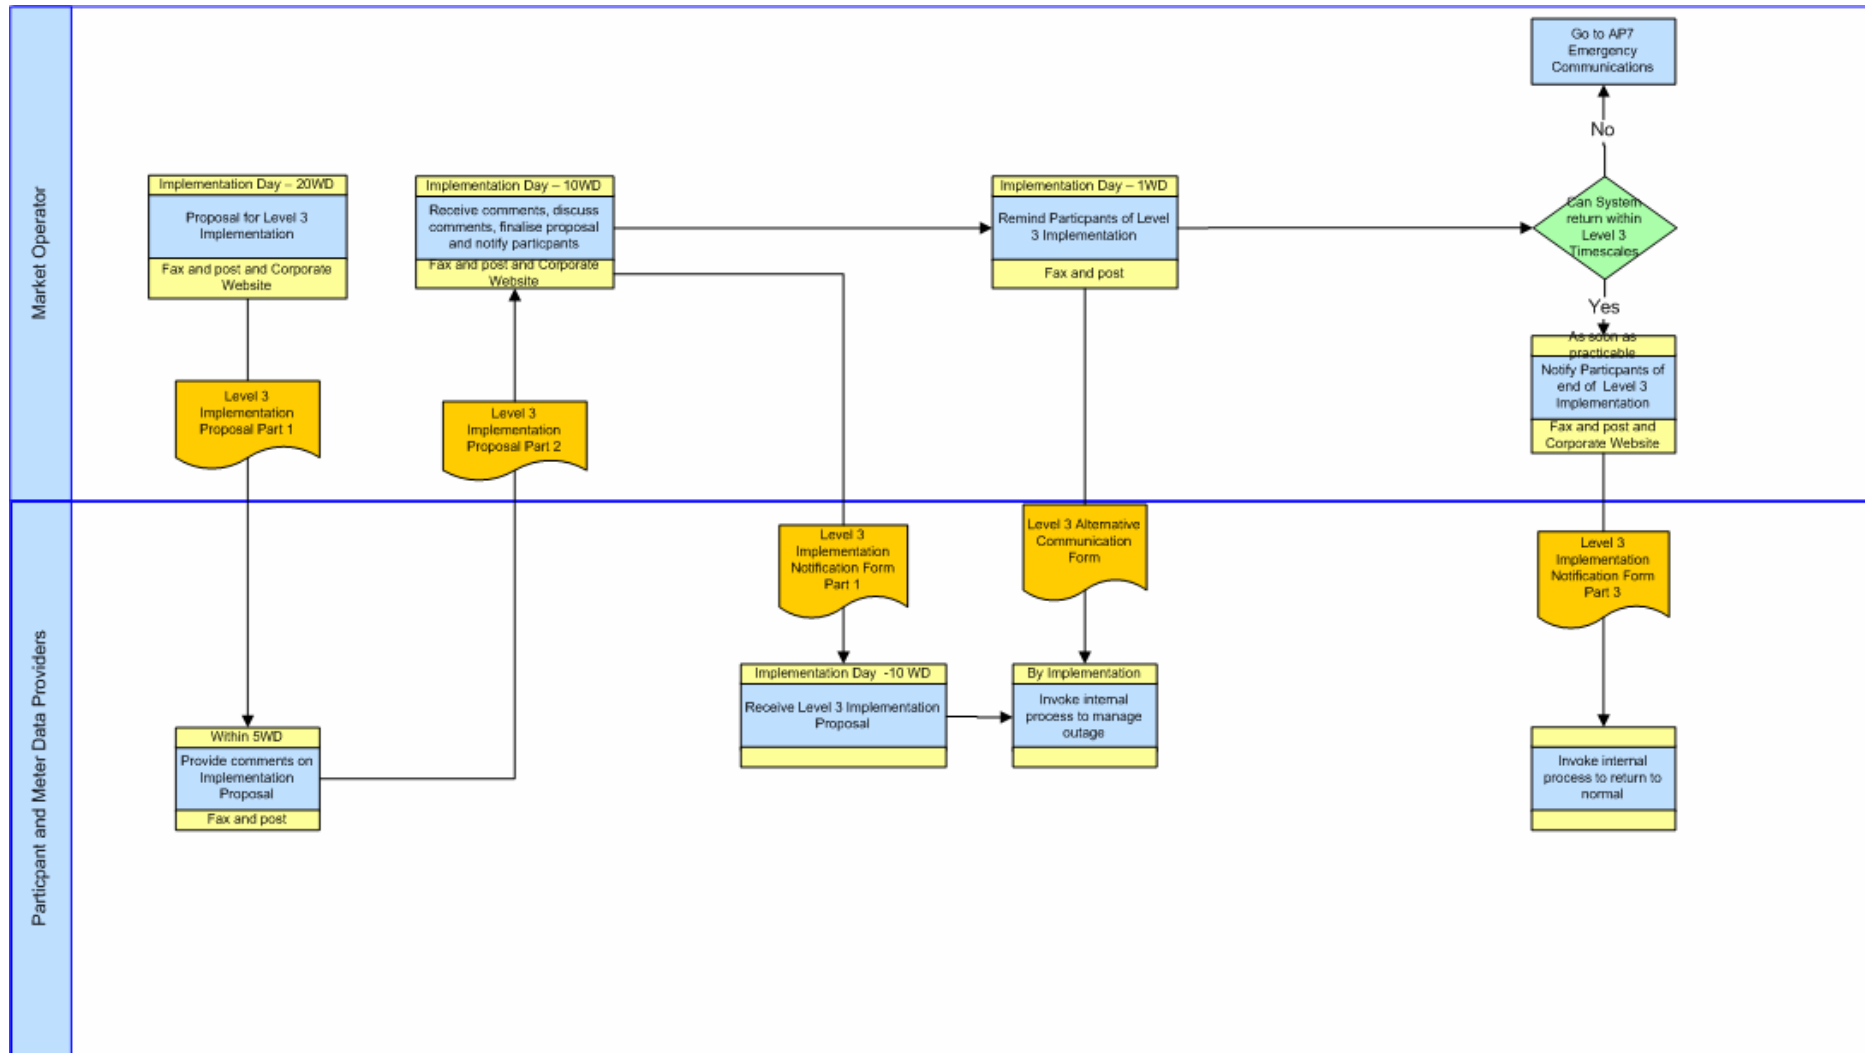 Market Operator
Go to AP7
Emergency
Communications
No
Implementation Day – 20WD
Proposal for Level 3
Implementation
Fax and post and Corporate
Website
Implementation Day – 10WD
Receive comments, discuss
comments, finalise proposal
and notify particpants
Fax and post and Corporate
Website
Implementation Day – 1WD
Remind Particpants of Level
3 Implementation
Fax and post
Can System
return within
Level 3
Timescales
Yes
As soon as
practicable
Notify Particpants of
end of Level 3
Implementation
Fax and post and
Corporate Website
Level 3
Implementation
Proposal Part 1
Level 3
Implementation
Proposal Part 2
Particpant and Meter Data Providers
Level 3
Implementation
Notification Form
Part 1
Level 3 Alternative
Communication
Form
Level 3
Implementation
Notification Form
Part 3
Implementation Day -10 WD
Receive Level 3 Implementation
Proposal
By Implementation
Invoke internal
process to manage
outage
Within 5WD
Provide comments on
Implementation
Proposal
Fax and post
Invoke internal
process to return to
normal